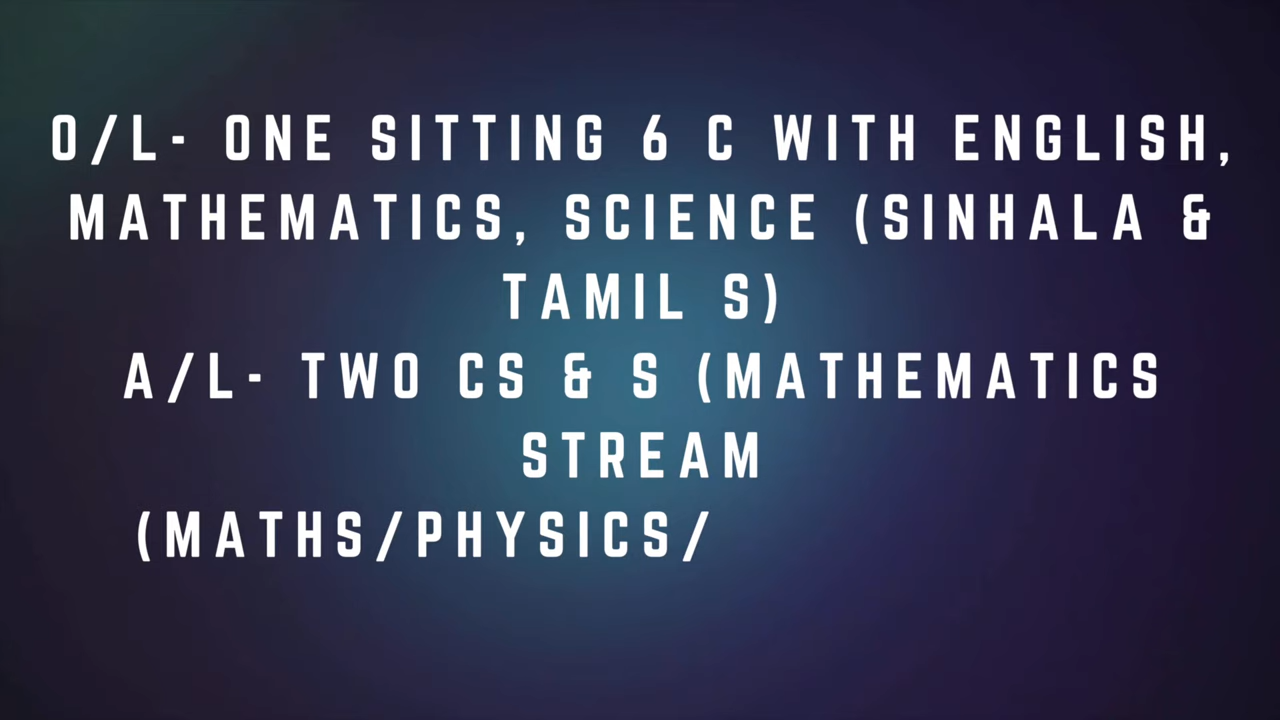 O/L- ONE SITTING 6 C WITH ENGLISH,
MATHEMATICS, SCIENCE (SINHALA &
TAMIL S)
A/L- TWO CS & S (MATHEMATICS
STREAM
(MATHS/PHYSICS/